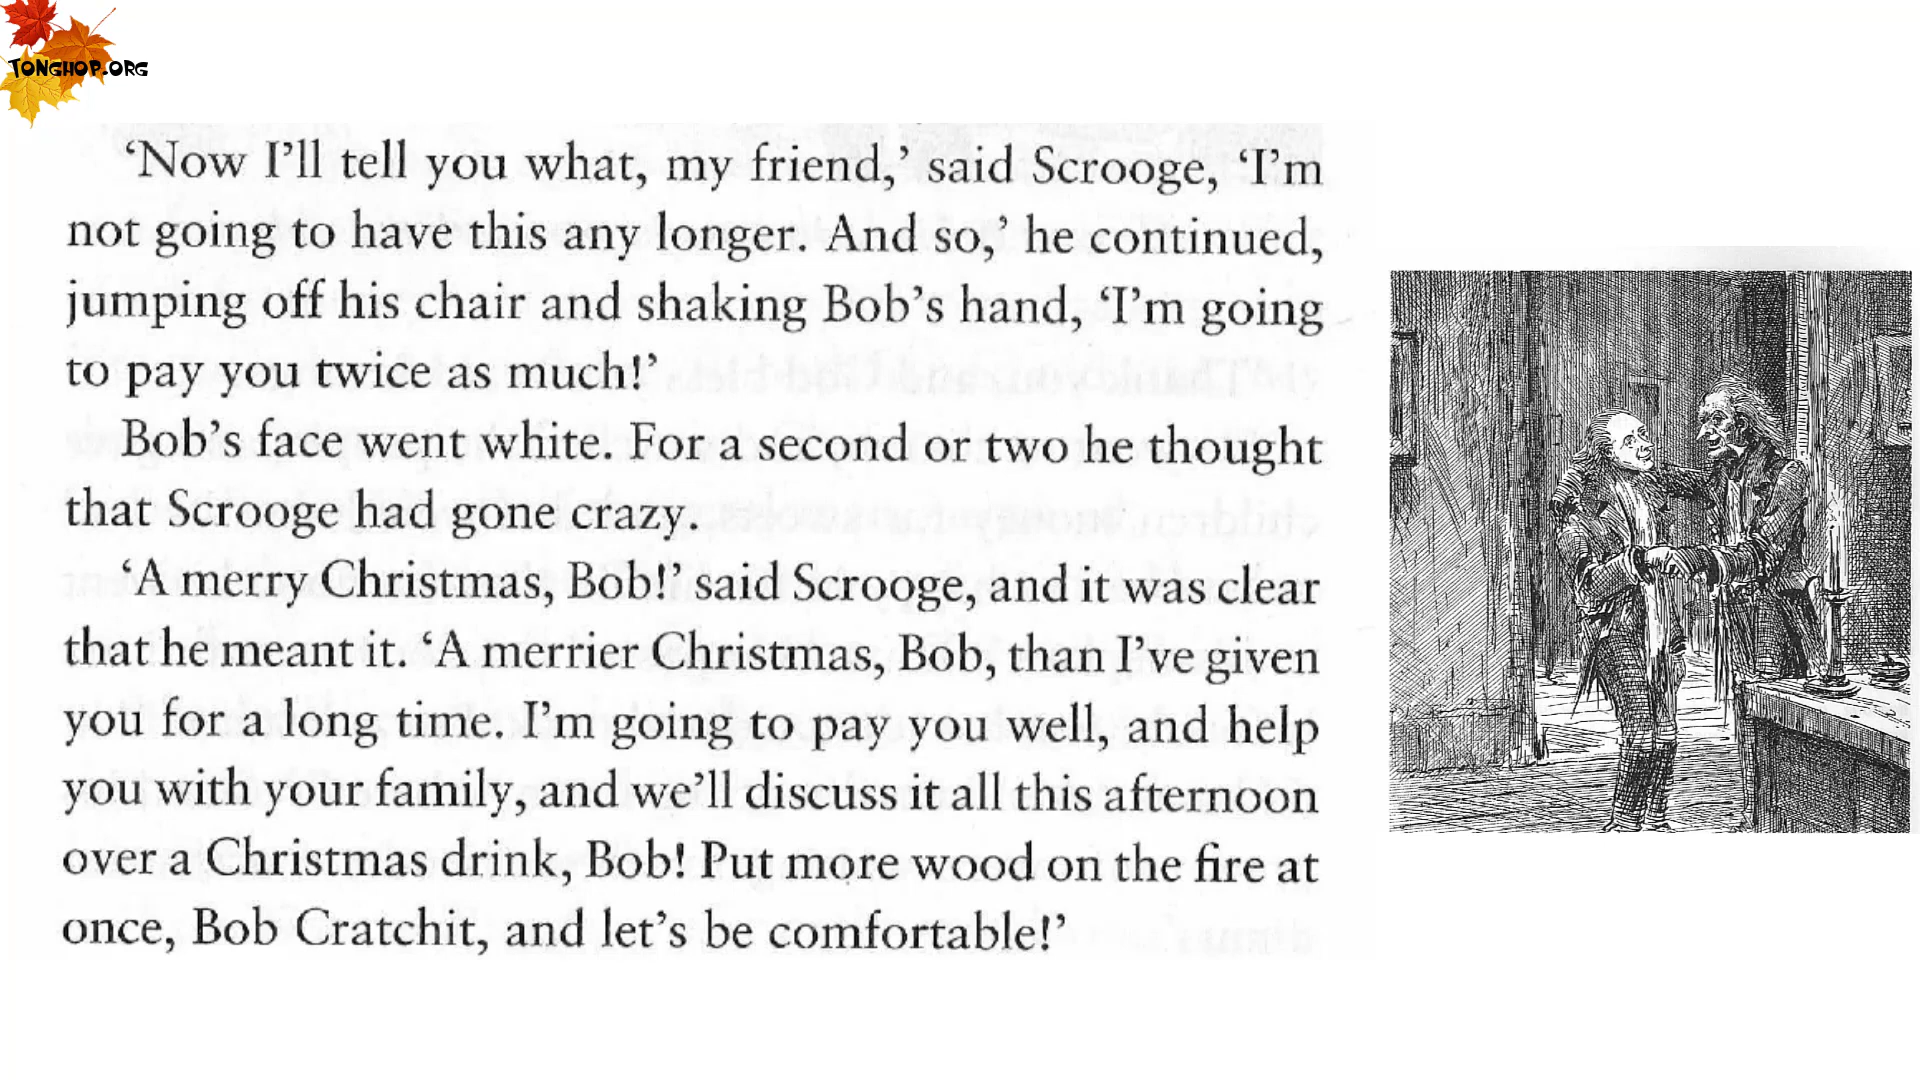 TONGHOP.ORG
‘Now I’ll tell you what, my friend,’ said Scrooge, ‘I’m
not going to have this any longer. And so,’ he continued,
jumping off his chair and shaking Bob’s hand, ‘I’m going
to pay you twice as much!’
Bob’s face went white. For a second or two he thought
that Scrooge had gone crazy.
‘A merry Christmas, Bob!’ said Scrooge, and it was clear
that he meant it. ‘A merrier Christmas, Bob, than I’ve given
you for a long time. I’m going to pay you well, and help
you with your family, and we’ll discuss it all this afternoon
over a Christmas drink, Bob! Put more wood on the fire at
once, Bob Cratchit, and let’s be comfortable!’